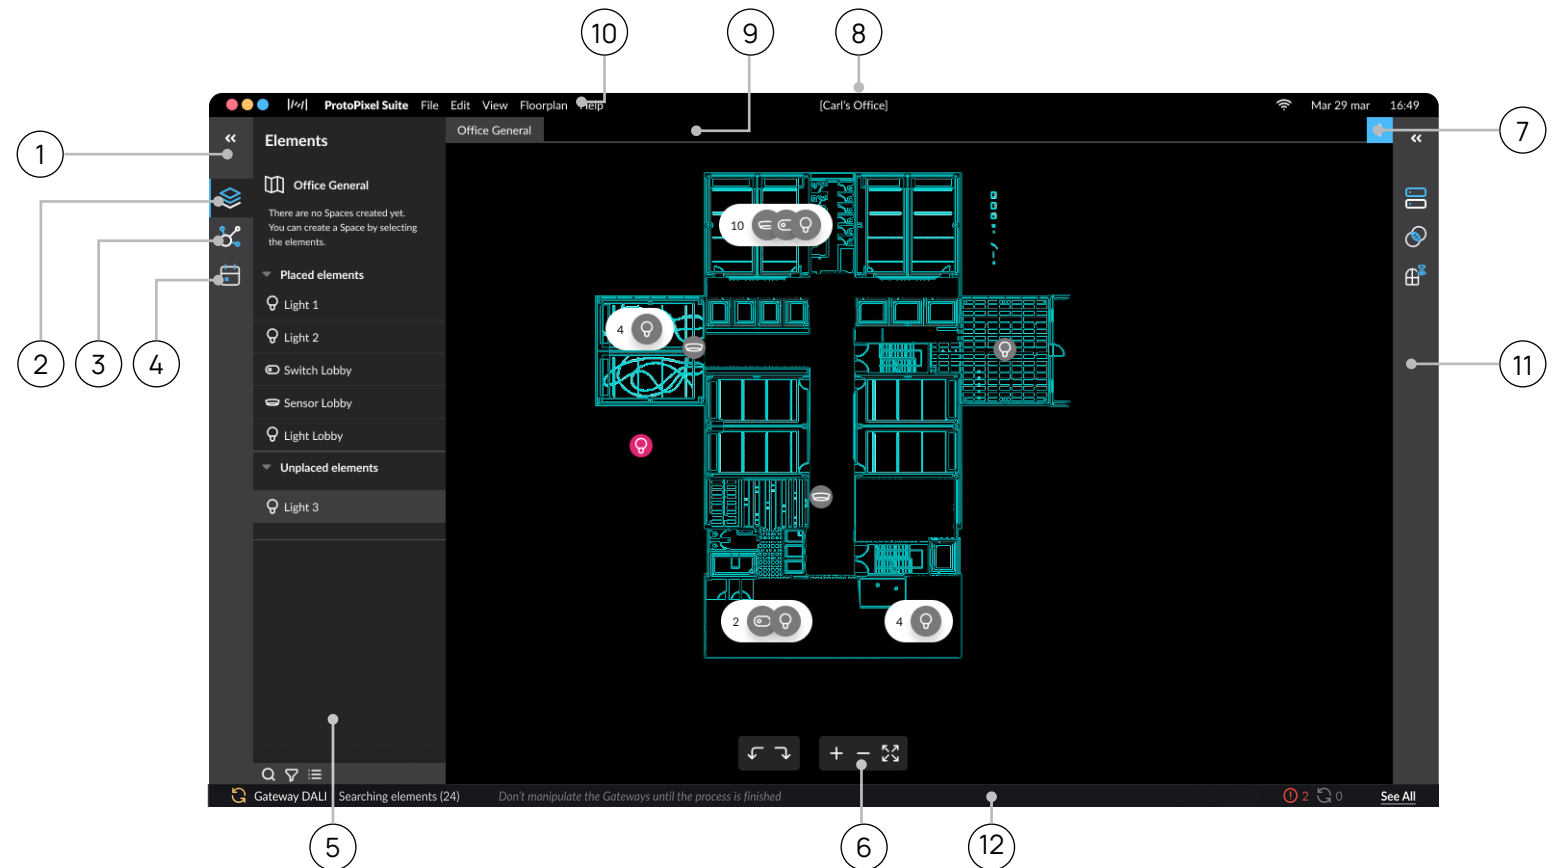 10
9
8
ProtoPixel Suite File Edit View Floorplan Help
[Carl's Office]
Mar 29 mar 16:49
1
Elements
Office General
7
Office General
There are no Spaces created yet.
You can create a Space by selecting
the elements.
2
3
4
Placed elements
Light 1
Light 2
Switch Lobby
Sensor Lobby
Light Lobby
Unplaced elements
Light 3
10
4
2
4
11
Gateway DALI Searching elements (24)
Don't manipulate the Gateways until the process is finished
2 0
See All
5
6
12